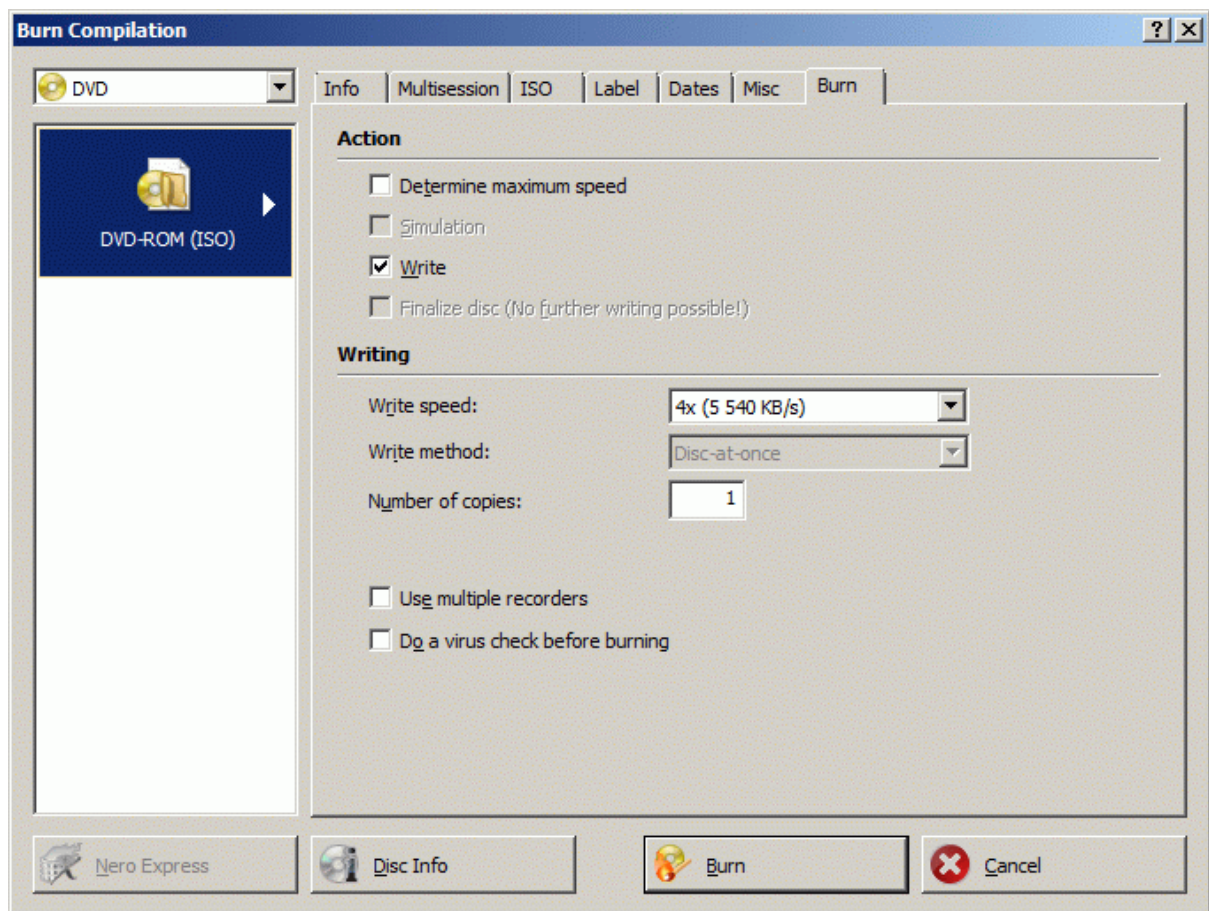 Burn Compilation
DVD
Info Multisession ISO Label Dates Misc Burn
DVD-ROM (ISO)
Action
Determine maximum speed
Simulation
Write
Finalize disc (No further writing possible!)
Writing
Write speed: 4x (5 540 KB/s)
Write method: Disc-at-once
Number of copies: 1
Use multiple recorders
Do a virus check before burning
Nero Express Disc Info Burn Cancel